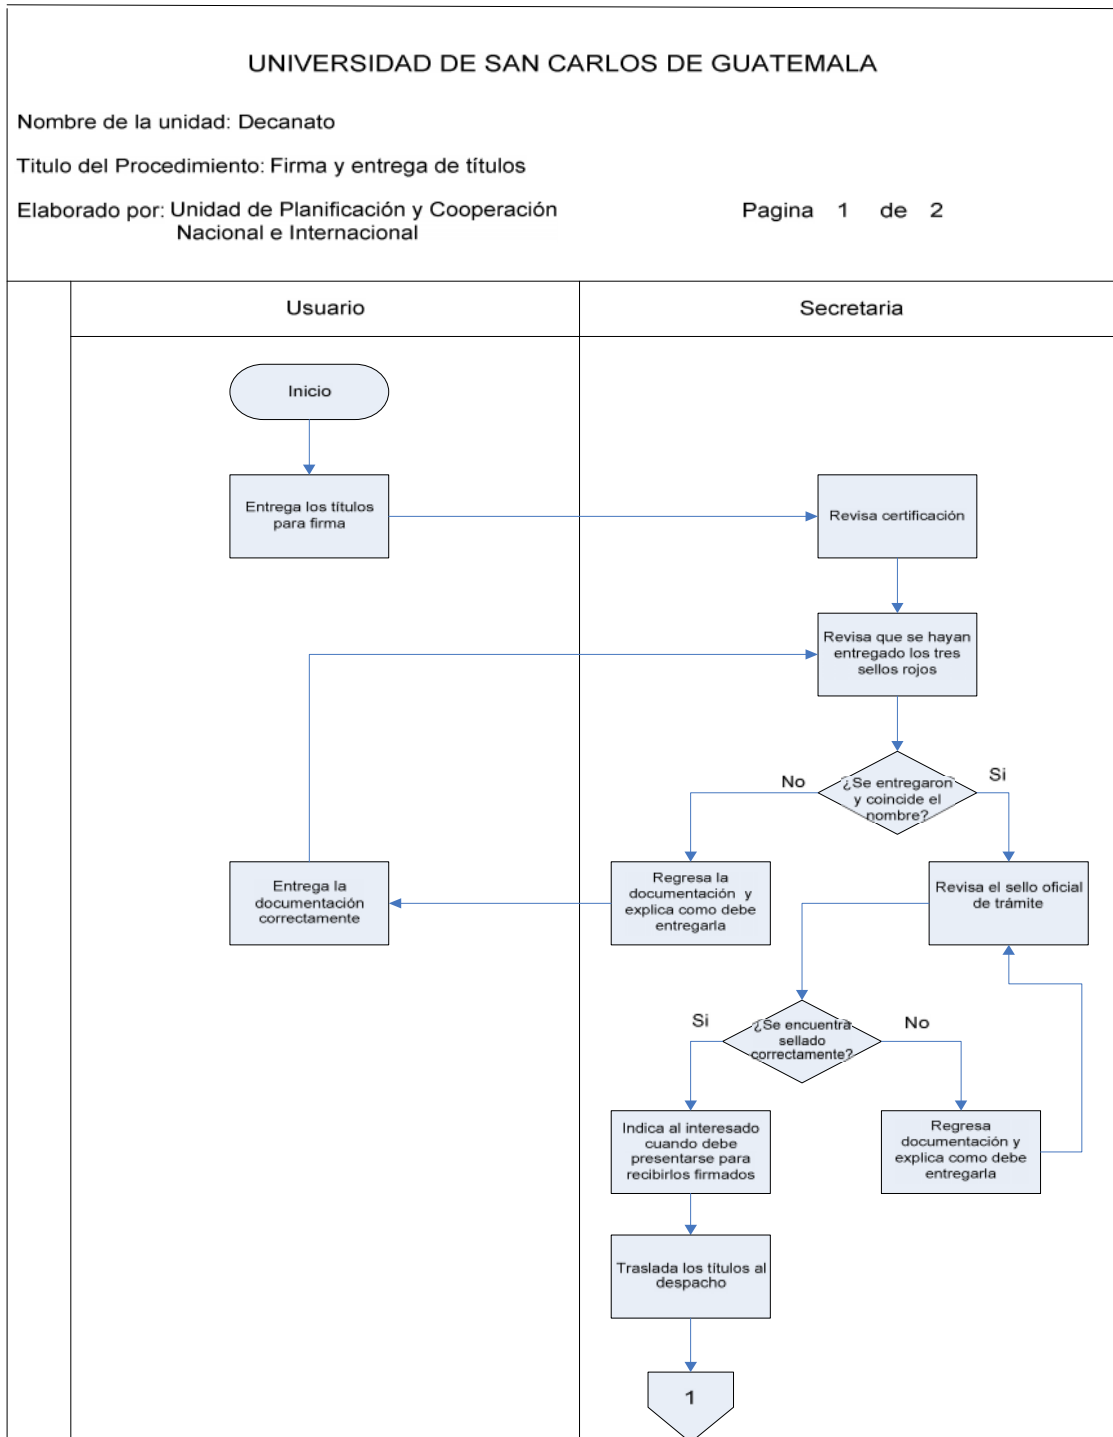 UNIVERSIDAD DE SAN CARLOS DE GUATEMALA
Nombre de la unidad: Decanato
Titulo del Procedimiento: Firma y entrega de títulos
Elaborado por: Unidad de Planificación y Cooperación
Nacional e Internacional
Pagina 1 de 2
Usuario
Secretaria
Inicio
Entrega los títulos
para firma
Revisa certificación
Revisa que se hayan
entregado los tres
sellos rojos
¿Se entregaron
y coincide el
nombre?
No
Si
Entrega la
documentación
correctamente
Regresa la
documentación y
explica como debe
entregarla
Revisa el sello oficial
de trámite
¿Se encuentra
sellado
correctamente?
Si
No
Indica al interesado
cuando debe
presentarse para
recibirlos firmados
Regresa
documentación y
explica como debe
entregarla
Traslada los títulos al
despacho
1